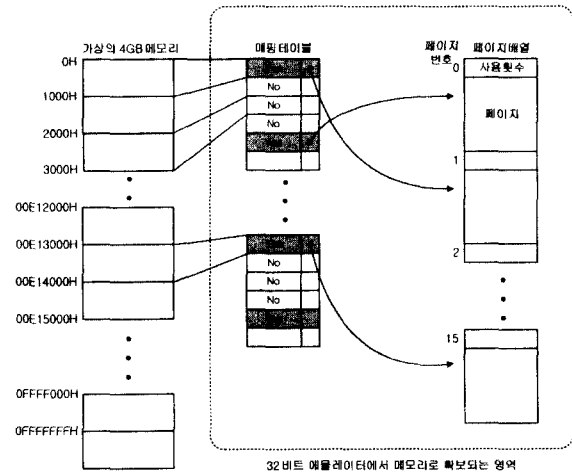 가상의 4GB 메모리
매핑 테이블
페이지 번호
페이지배열
0H
1000H
2000H
3000H
00E12000H
00E13000H
00E14000H
00E15000H
0FFFF000H
0FFFFFFFH
No
No
No
No
No
No
0
사용횟수
페이지
1
2
15
32비트 에뮬레이터에서 메모리로 확보되는 영역